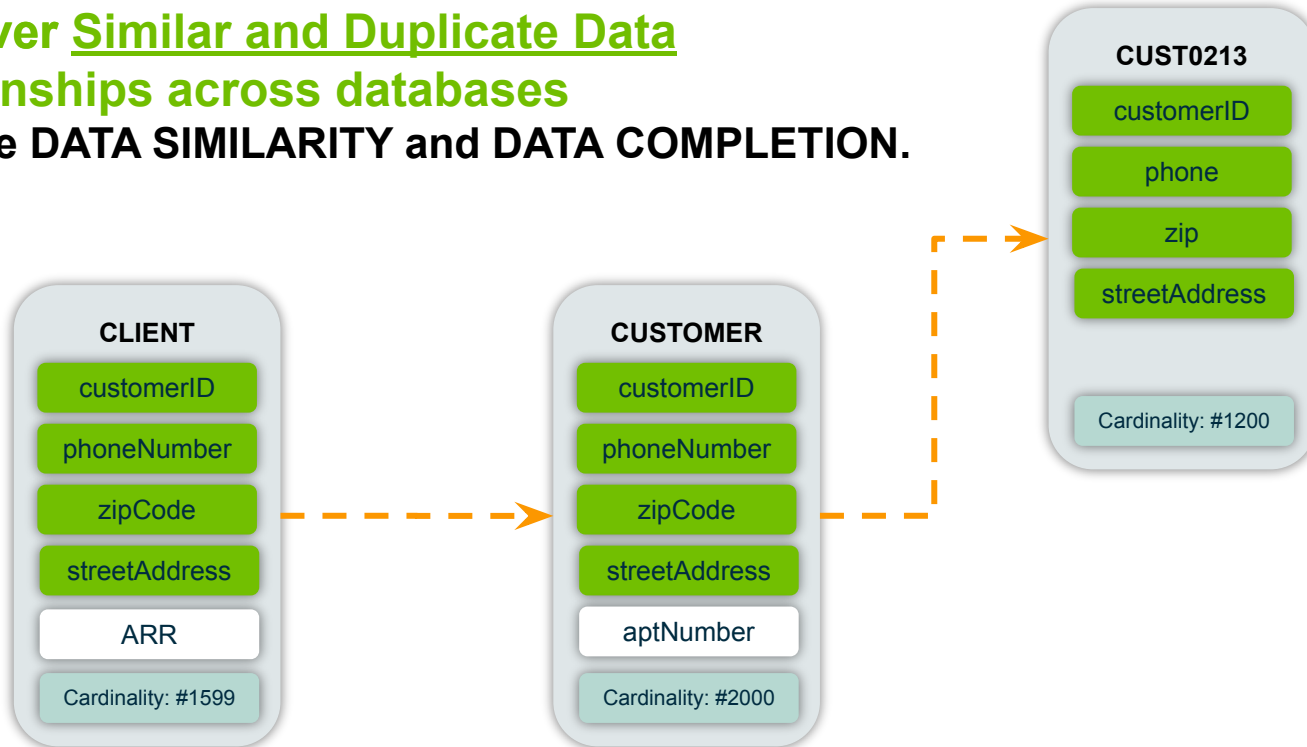 ver Similar and Duplicate Data
nships across databases
e DATA SIMILARITY and DATA COMPLETION.
CUST0213
customerID
phone
zip
streetAddress
Cardinality: #1200
CLIENT
customerID
phoneNumber
zipCode
streetAddress
ARR
Cardinality: #1599
CUSTOMER
customerID
phoneNumber
zipCode
streetAddress
aptNumber
Cardinality: #2000